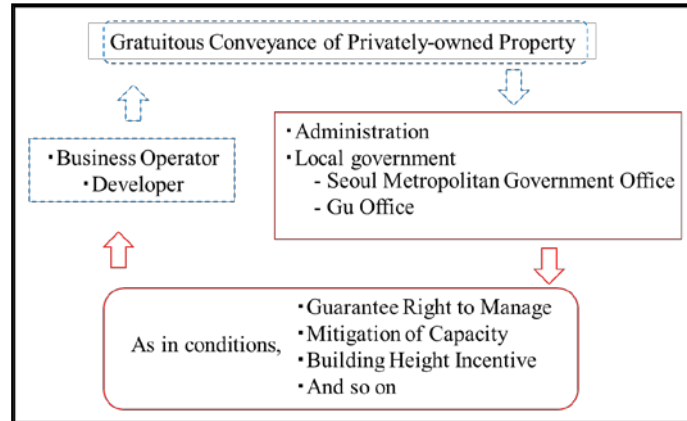 Gratuitous Conveyance of Privately-owned Property
・Business Operator
・Developer
・Administration
・Local government
- Seoul Metropolitan Government Office
- Gu Office
As in conditions,
・Guarantee Right to Manage
・Mitigation of Capacity
・Building Height Incentive
・And so on